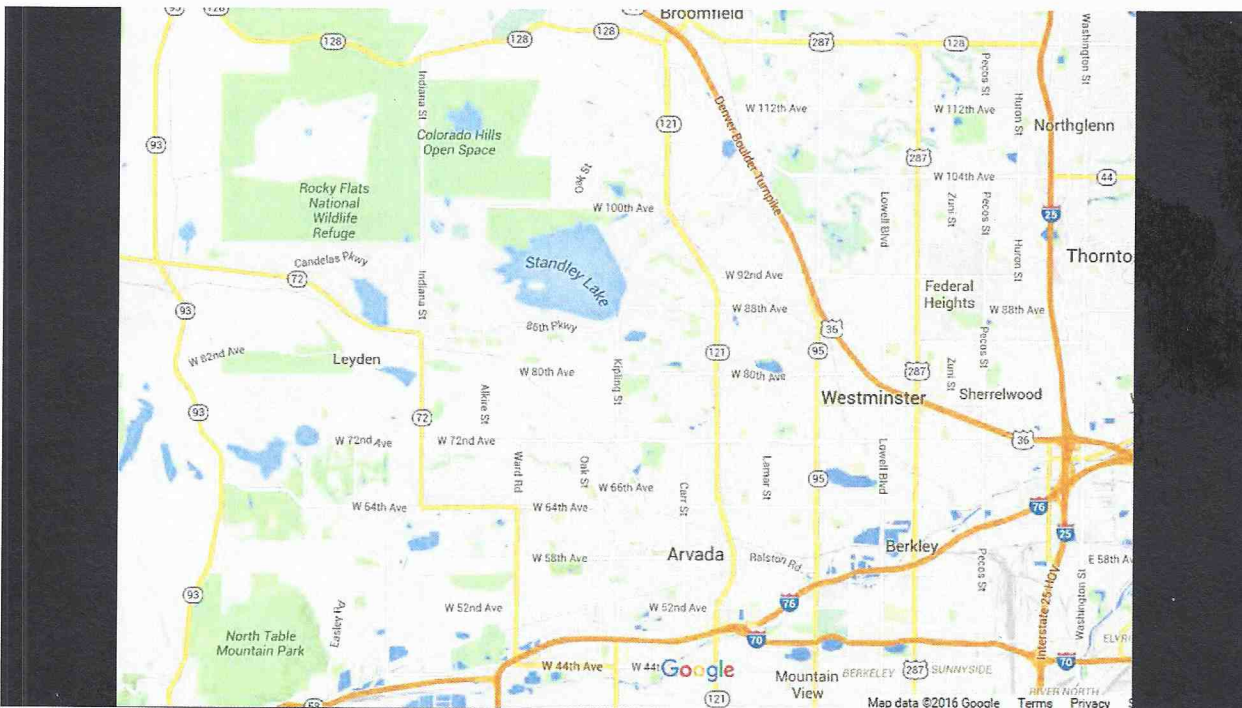 93
128
Broomfield
128
128
128
287
128
Washington St
Indiana St
Pecos St
Huron St
W 112th Ave
W 112th Ave
Denver Boulder Turnpike
121
Northglenn
Colorado Hills
Open Space
93
287
Oak St
W 104th Ave
44
Rocky Flats
National
Wildlife
Refuge
W 100th Ave
Lowell Blvd
Zuni St
Pecos St
25
Huron St
Candelas Pkwy
72
Standley Lake
W 92nd Ave
Thornto
Indiana St
Federal
Heights
93
W 88th Ave
W 88th Ave
86th Pkwy
36
W 82nd Ave
Leyden
121
95
Pecos St
Kipling St
W 80th Ave
W 80th Ave
287
Zuni St
Alkire St
Westminster
Sherrelwood
93
72
W 72nd Ave
W 72nd Ave
36
Ward Rd
Oak St
Lamar St
95
Lowell Blvd
W 66th Ave
Carr St
W 64th Ave
W 64th Ave
76
25
W 58th Ave
Arvada
Ralston Rd
Berkley
Pecos St
E 58th Av
93
Easley Rd
W 52nd Ave
W 52nd Ave
76
Interstate 25 HOV
Washington St
North Table
Mountain Park
70
ELYRI
W 44th Ave
W 44t
Google
Mountain
View
BERKELEY
287
SUNNYSIDE
70
121
58
RIVER NORTH
Map data ©2016 Google
Terms
Privacy